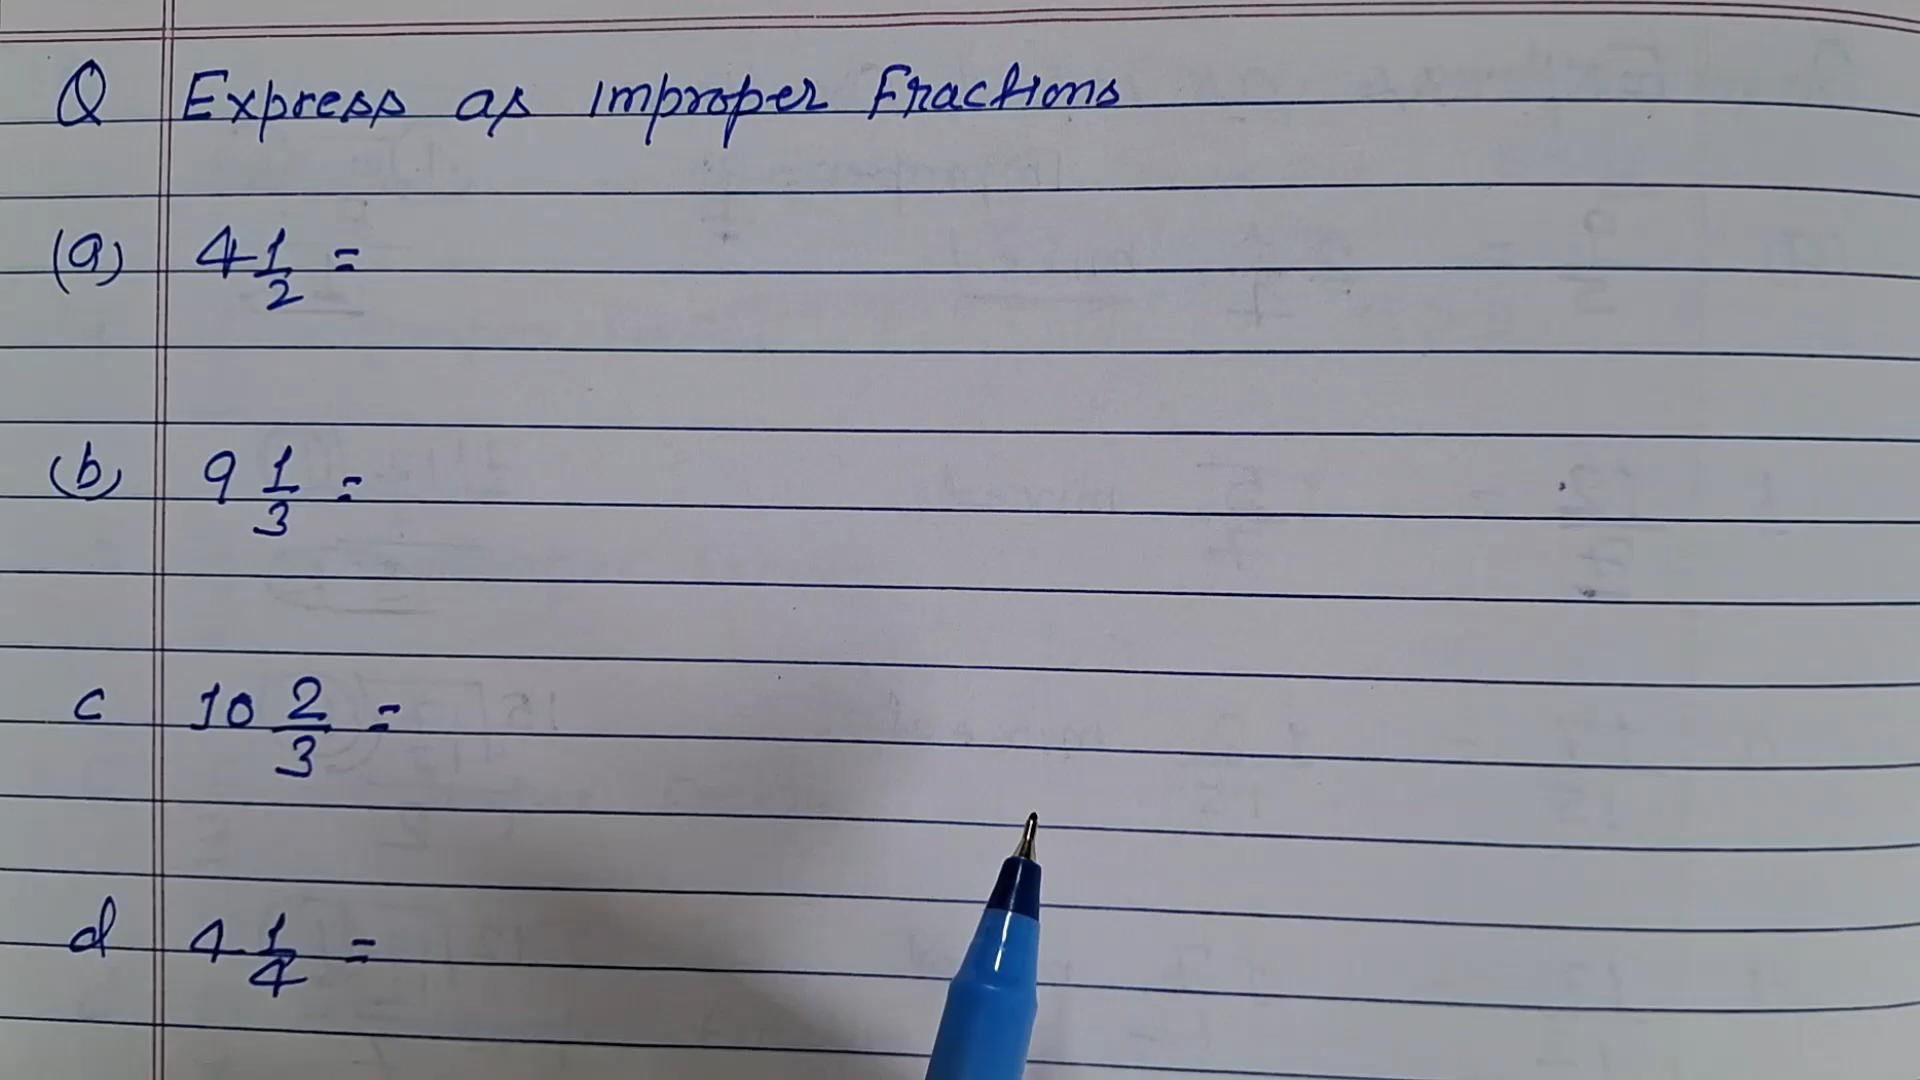 Q Express as improper Fractions
(a) 4 1/2 =
(b) 9 1/3 =
c 10 2/3 =
d 4 1/4 =